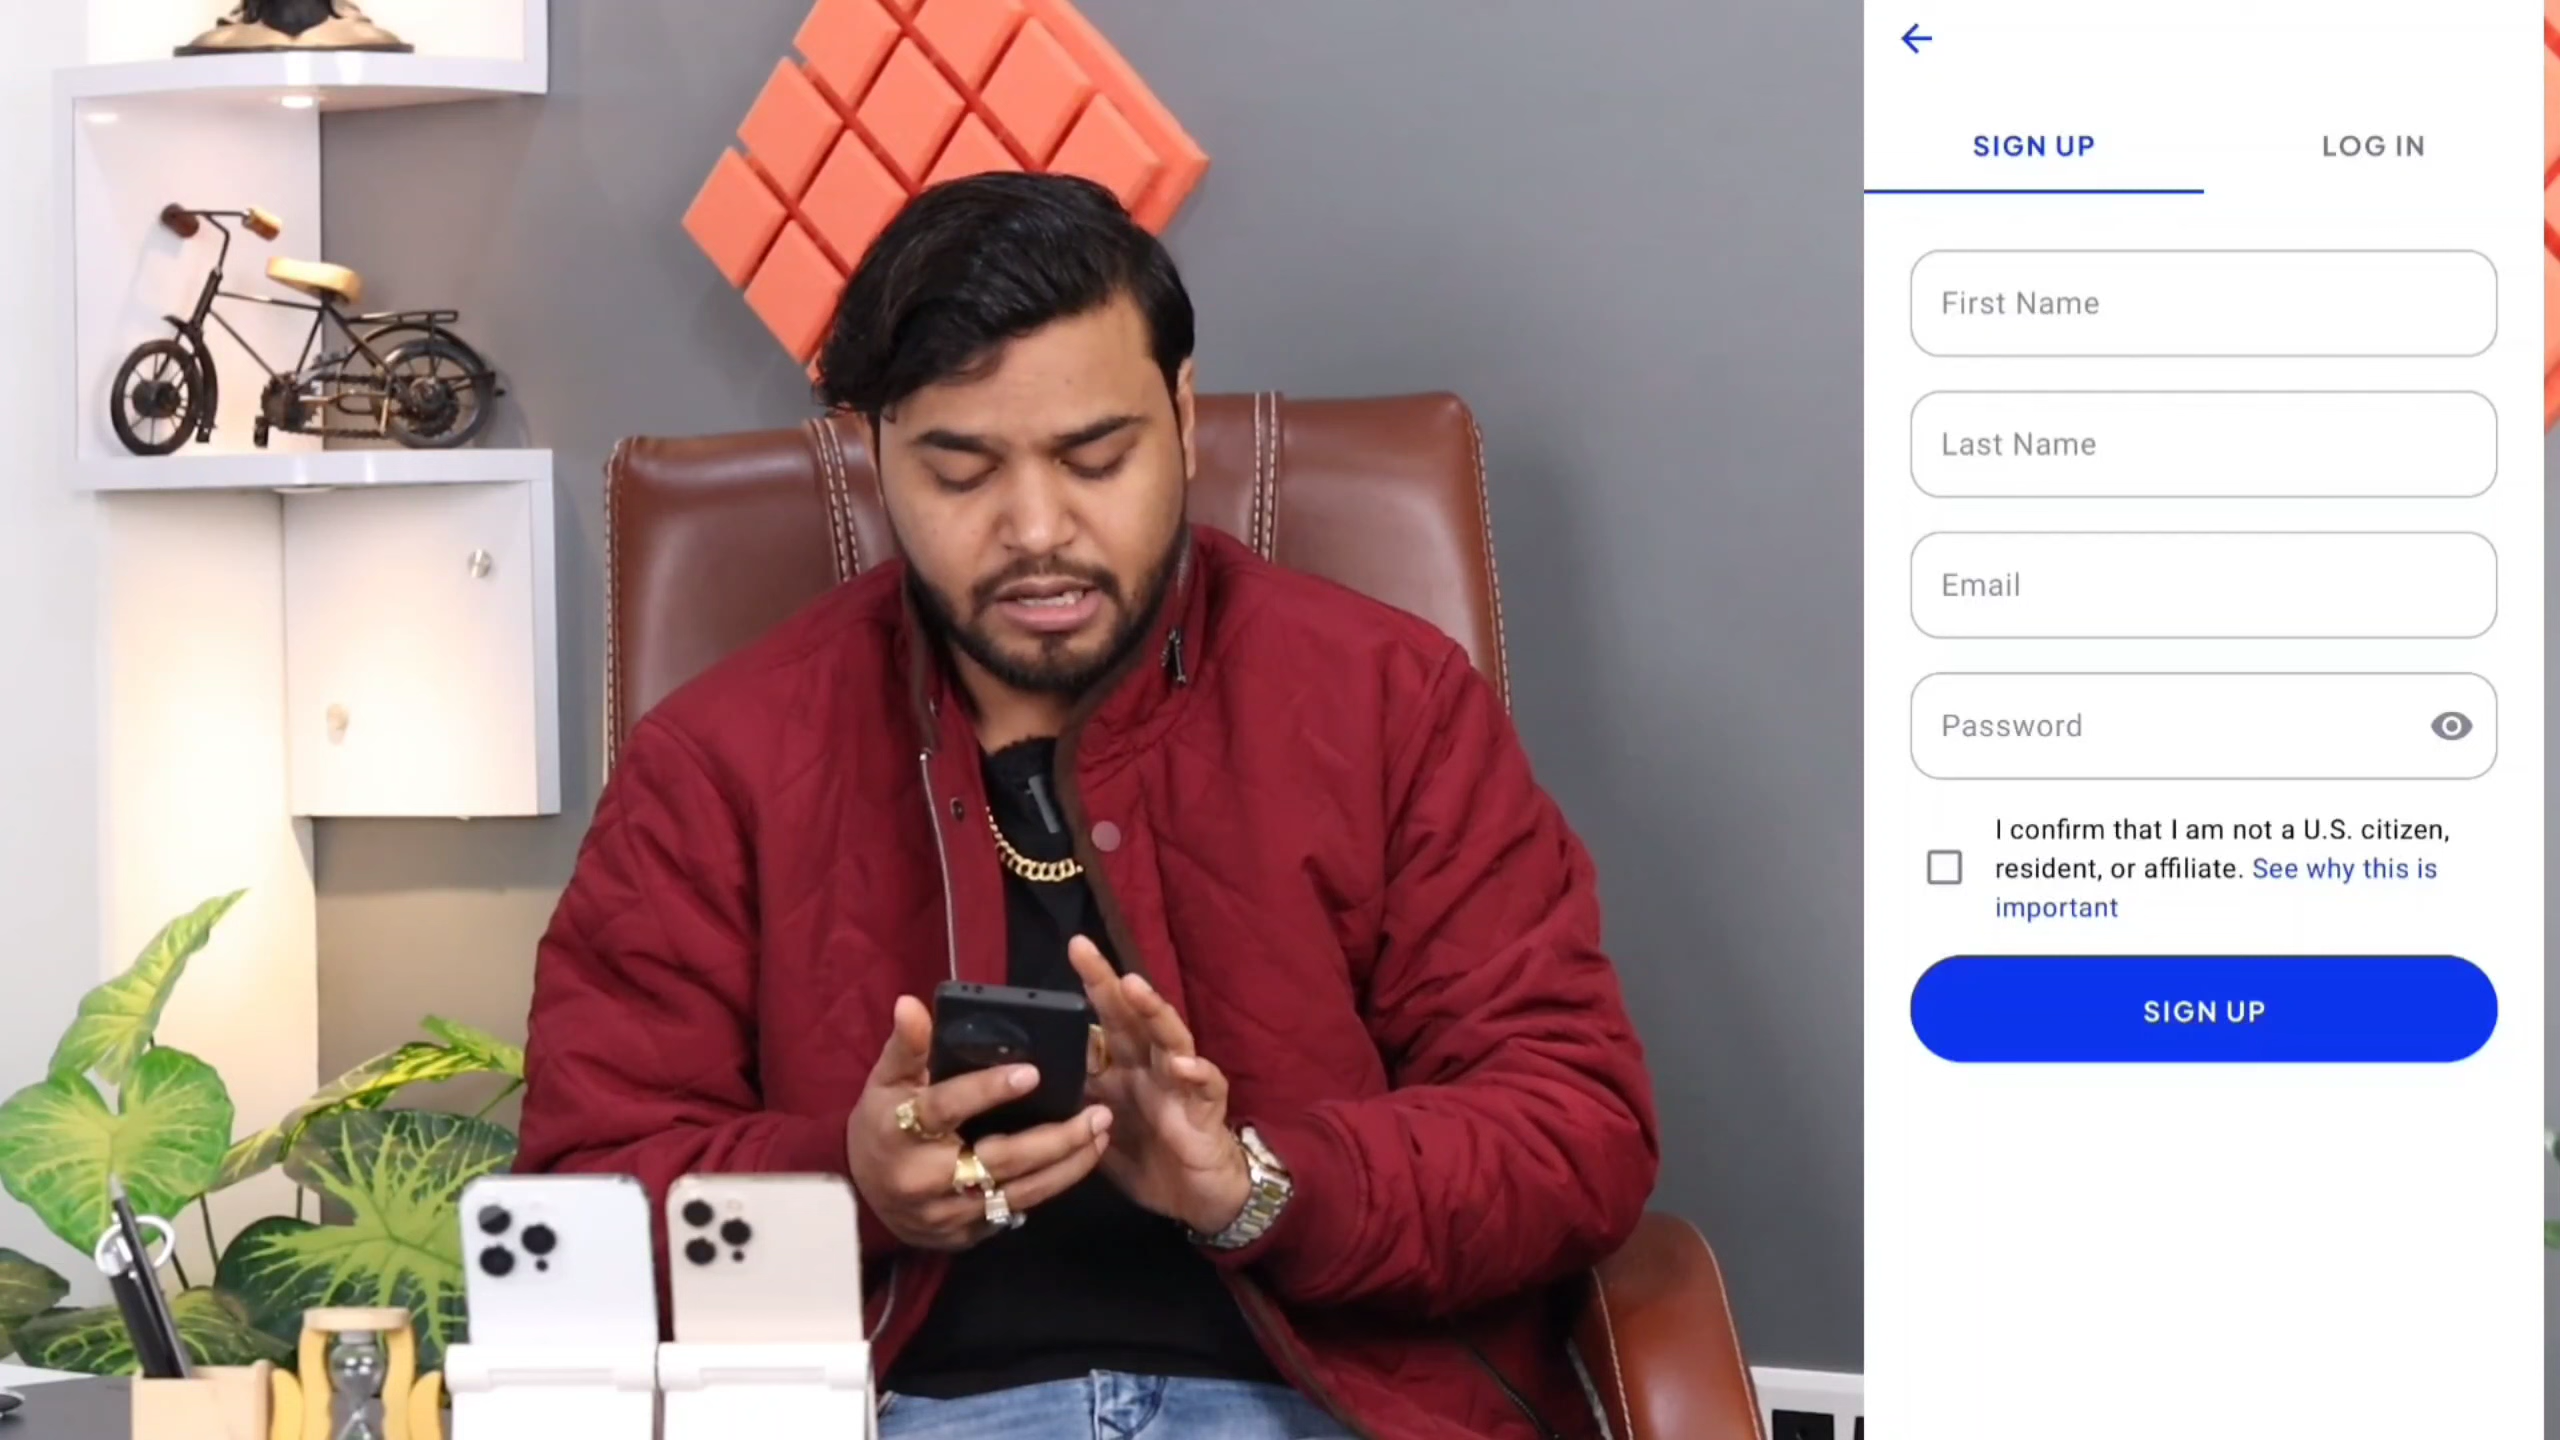 SIGN UP
LOG IN
First Name
Last Name
Email
Password
I confirm that I am not a U.S. citizen,
resident, or affiliate. See why this is
important
SIGN UP